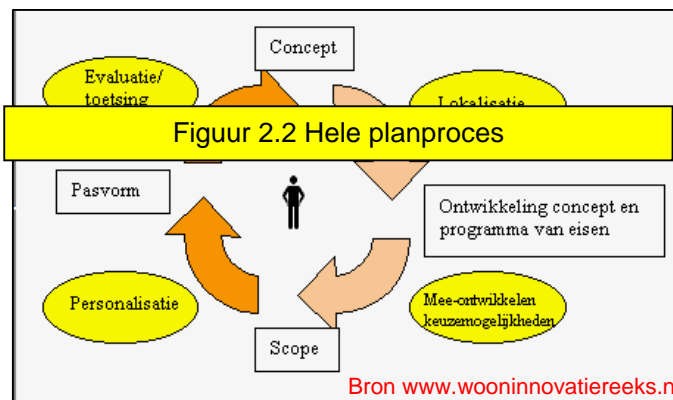 Concept
Evaluatie/
toetsing
Lokalisatie
Figuur 2.2 Hele planproces
Pasvorm
Ontwikkeling concept en
programma van eisen
Personalisatie
Mee-ontwikkelen
keuzemogelijkheden
Scope
Bron www.wooninnovatiereeks.n